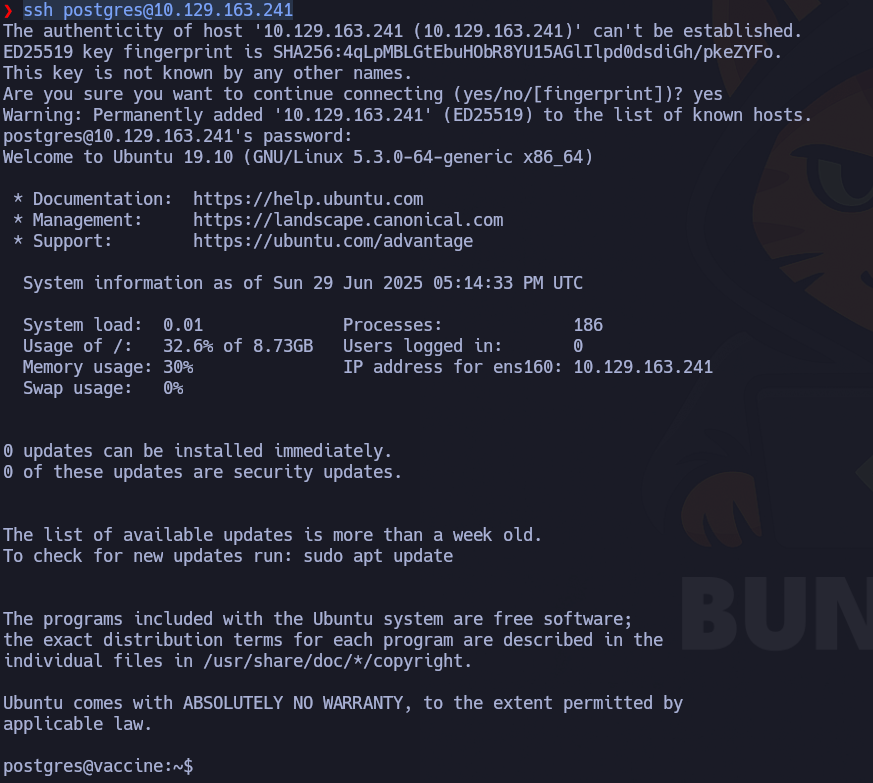 ❯ ssh postgres@10.129.163.241
The authenticity of host '10.129.163.241 (10.129.163.241)' can't be established.
ED25519 key fingerprint is SHA256:4qLpMBLGtEbuHObR8YU15AGlIlpd0dsdiGh/pkeZYFo.
This key is not known by any other names.
Are you sure you want to continue connecting (yes/no/[fingerprint])? yes
Warning: Permanently added '10.129.163.241' (ED25519) to the list of known hosts.
postgres@10.129.163.241's password:
Welcome to Ubuntu 19.10 (GNU/Linux 5.3.0-64-generic x86_64)
* Documentation:  https://help.ubuntu.com
* Management:     https://landscape.canonical.com
* Support:        https://ubuntu.com/advantage
System information as of Sun 29 Jun 2025 05:14:33 PM UTC
System load:  0.01              Processes:             186
Usage of /:   32.6% of 8.73GB   Users logged in:       0
Memory usage: 30%               IP address for ens160: 10.129.163.241
Swap usage:   0%
0 updates can be installed immediately.
0 of these updates are security updates.
The list of available updates is more than a week old.
To check for new updates run: sudo apt update
The programs included with the Ubuntu system are free software;
the exact distribution terms for each program are described in the
individual files in /usr/share/doc/*/copyright.
BUN
Ubuntu comes with ABSOLUTELY NO WARRANTY, to the extent permitted by
applicable law.
postgres@vaccine:~$